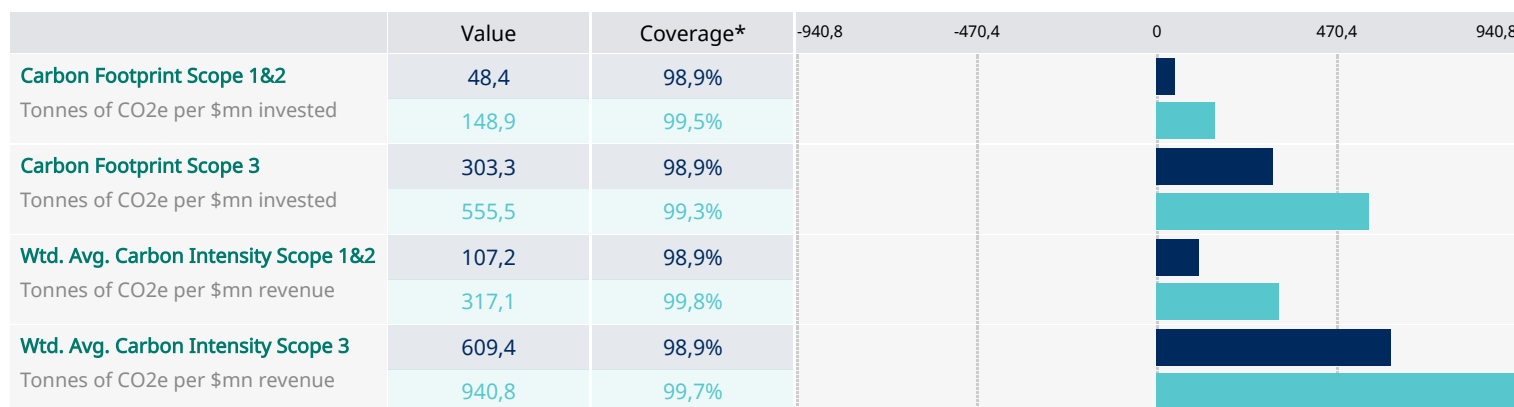 Value Coverage* -940,8 -470,4 0 470,4 940,8
Carbon Footprint Scope 1&2 48,4 98,9%
Tonnes of CO2e per $mn invested 148,9 99,5%
Carbon Footprint Scope 3 303,3 98,9%
Tonnes of CO2e per $mn invested 555,5 99,3%
Wtd. Avg. Carbon Intensity Scope 1&2 107,2 98,9%
Tonnes of CO2e per $mn revenue 317,1 99,8%
Wtd. Avg. Carbon Intensity Scope 3 609,4 98,9%
Tonnes of CO2e per $mn revenue 940,8 99,7%